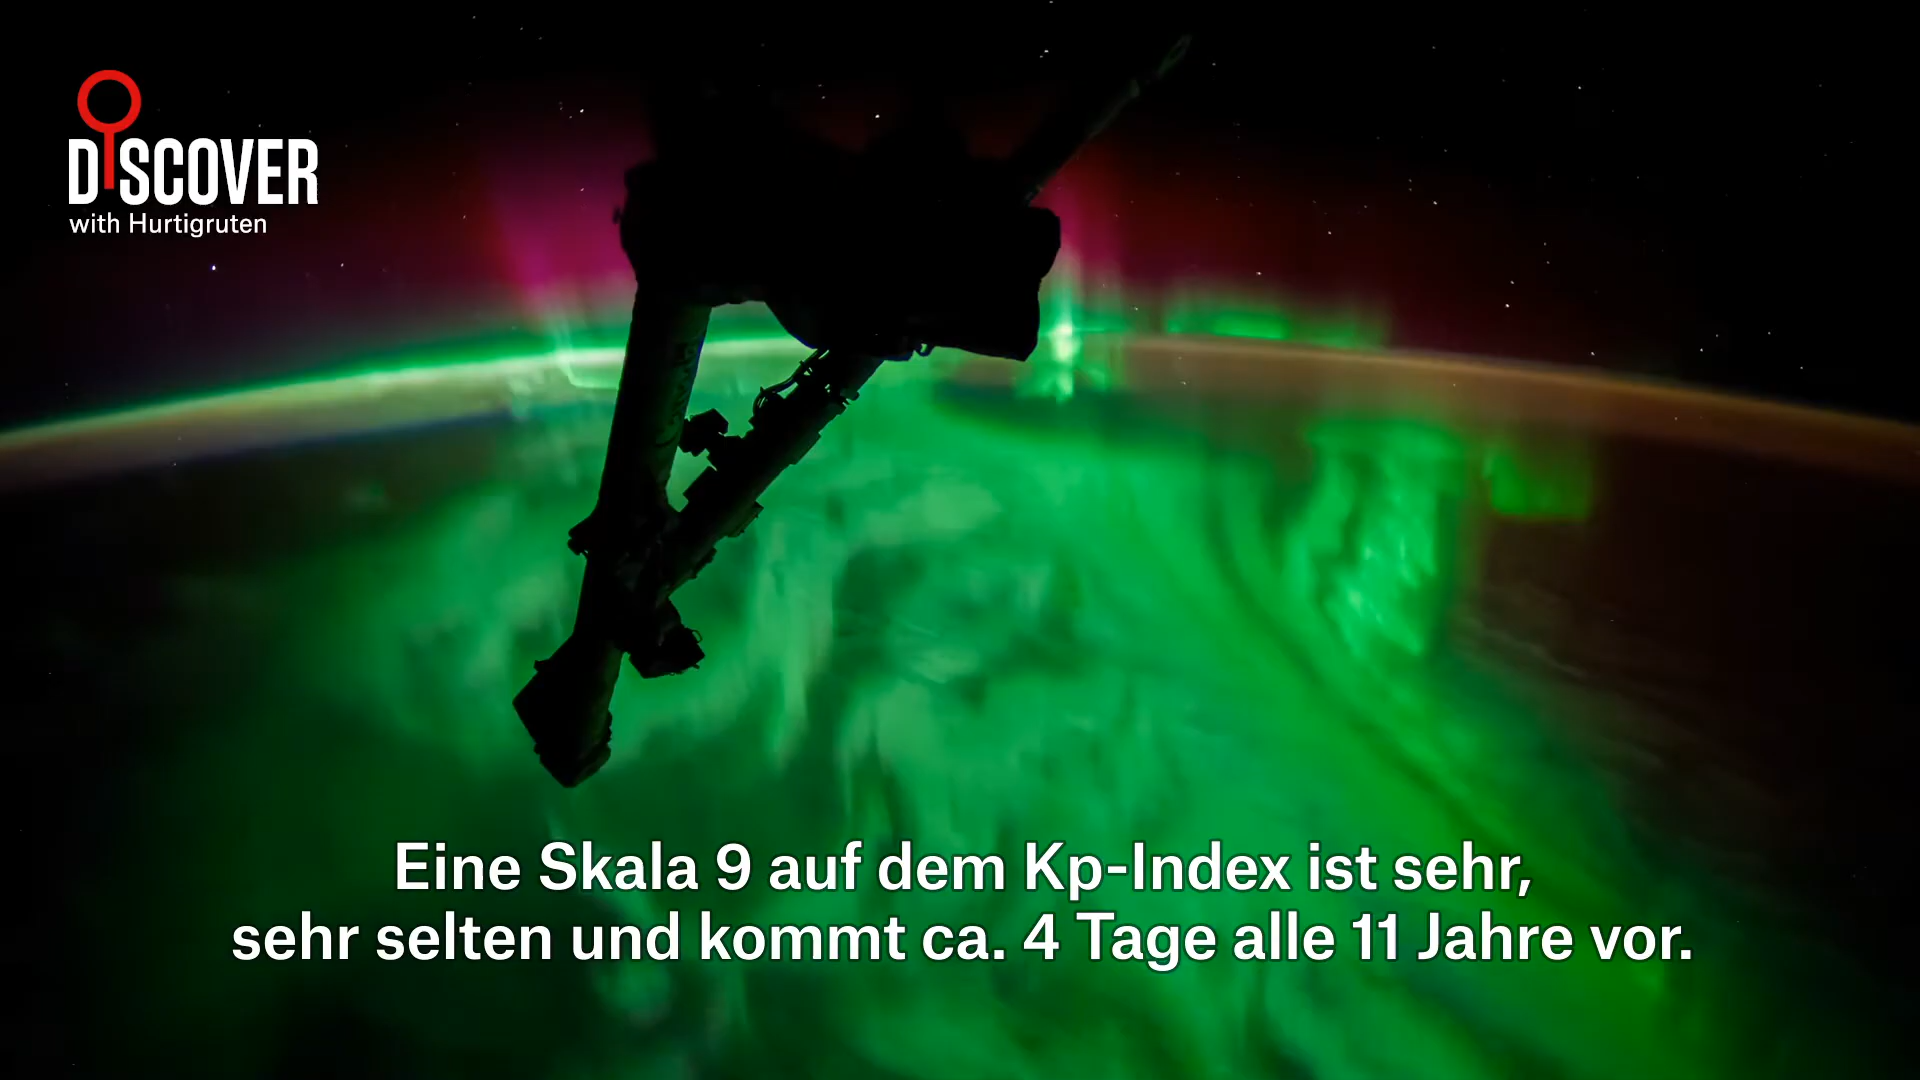 DISCOVER
with Hurtigruten
Eine Skala 9 auf dem Kp-Index ist sehr,
sehr selten und kommt ca. 4 Tage alle 11 Jahre vor.